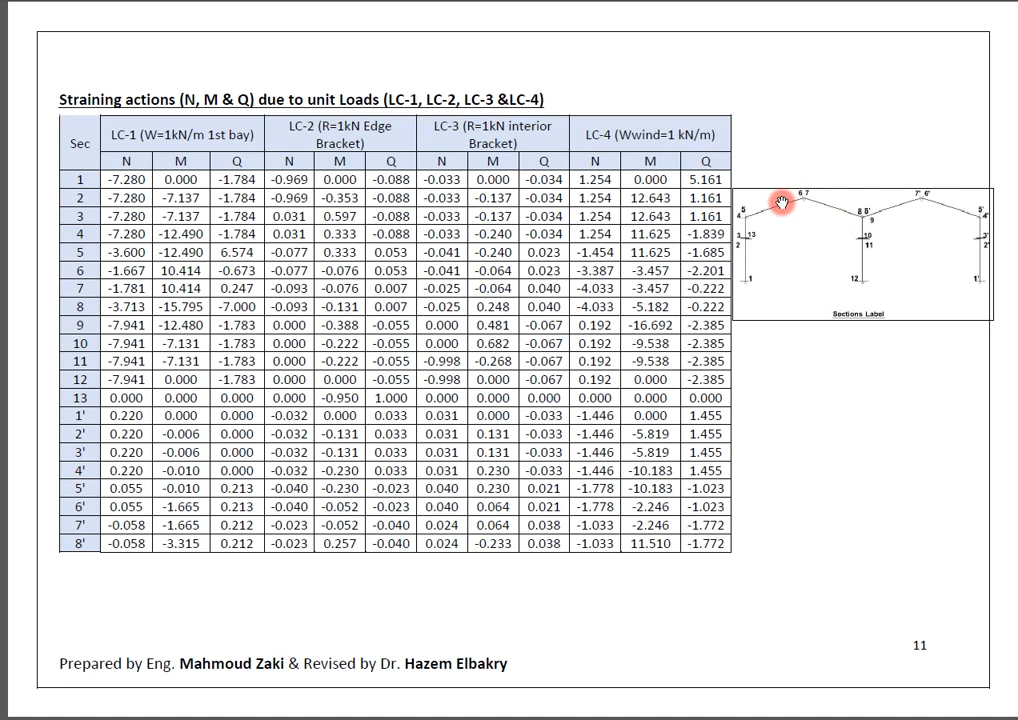 Straining actions (N, M & Q) due to unit Loads (LC-1, LC-2, LC-3 &LC-4)
Sec LC-1 (W=1kN/m 1st bay) LC-2 (R=1kN Edge Bracket) LC-3 (R=1kN interior Bracket) LC-4 (Wwind=1 kN/m)
N M Q N M Q N M Q N M Q
1 -7.280 0.000 -1.784 -0.969 0.000 -0.088 -0.033 0.000 -0.034 1.254 0.000 5.161
2 -7.280 -7.137 -1.784 -0.969 -0.353 -0.088 -0.033 -0.137 -0.034 1.254 12.643 1.161
3 -7.280 -7.137 -1.784 0.031 0.597 -0.088 -0.033 -0.137 -0.034 1.254 12.643 1.161
4 -7.280 -12.490 -1.784 0.031 0.333 -0.088 -0.033 -0.240 -0.034 1.254 11.625 -1.839
5 -3.600 -12.490 6.574 -0.077 0.333 0.053 -0.041 -0.240 0.023 -1.454 11.625 -1.685
6 -1.667 10.414 -0.673 -0.077 -0.076 0.053 -0.041 -0.064 0.023 -3.387 -3.457 -2.201
7 -1.781 10.414 0.247 -0.093 -0.076 0.007 -0.025 -0.064 0.040 -4.033 -3.457 -0.222
8 -3.713 -15.795 -7.000 -0.093 -0.131 0.007 -0.025 0.248 0.040 -4.033 -5.182 -0.222
9 -7.941 -12.480 -1.783 0.000 -0.388 -0.055 0.000 0.481 -0.067 0.192 -16.692 -2.385
10 -7.941 -7.131 -1.783 0.000 -0.222 -0.055 0.000 0.682 -0.067 0.192 -9.538 -2.385
11 -7.941 -7.131 -1.783 0.000 -0.222 -0.055 -0.998 -0.268 -0.067 0.192 -9.538 -2.385
12 -7.941 0.000 -1.783 0.000 0.000 -0.055 -0.998 0.000 -0.067 0.192 0.000 -2.385
13 0.000 0.000 0.000 0.000 -0.950 1.000 0.000 0.000 0.000 0.000 0.000 0.000
1' 0.220 0.000 0.000 -0.032 0.000 0.033 0.031 0.000 -0.033 -1.446 0.000 1.455
2' 0.220 -0.006 0.000 -0.032 -0.131 0.033 0.031 0.131 -0.033 -1.446 -5.819 1.455
3' 0.220 -0.006 0.000 -0.032 -0.131 0.033 0.031 0.131 -0.033 -1.446 -5.819 1.455
4' 0.220 -0.010 0.000 -0.032 -0.230 0.033 0.031 0.230 -0.033 -1.446 -10.183 1.455
5' 0.055 -0.010 0.213 -0.040 -0.230 -0.023 0.040 0.230 0.021 -1.778 -10.183 -1.023
6' 0.055 -1.665 0.213 -0.040 -0.052 -0.023 0.040 0.064 0.021 -1.778 -2.246 -1.023
7' -0.058 -1.665 0.212 -0.023 -0.052 -0.040 0.024 0.064 0.038 -1.033 -2.246 -1.772
8' -0.058 -3.315 0.212 -0.023 0.257 -0.040 0.024 -0.233 0.038 -1.033 11.510 -1.772
6 7 7' 6'
5 8 8' 5'
4 9 4'
3 13 10 3'
2 11 2'
1 12 1'
Sections Label
11
Prepared by Eng. Mahmoud Zaki & Revised by Dr. Hazem Elbakry